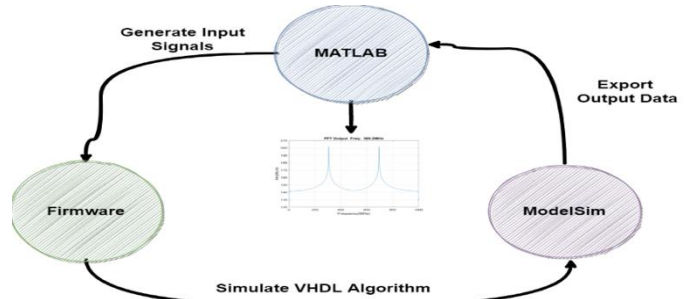 Generate Input
Signals
MATLAB
Export
Output Data
Firmware
ModelSim
Simulate VHDL Algorithm